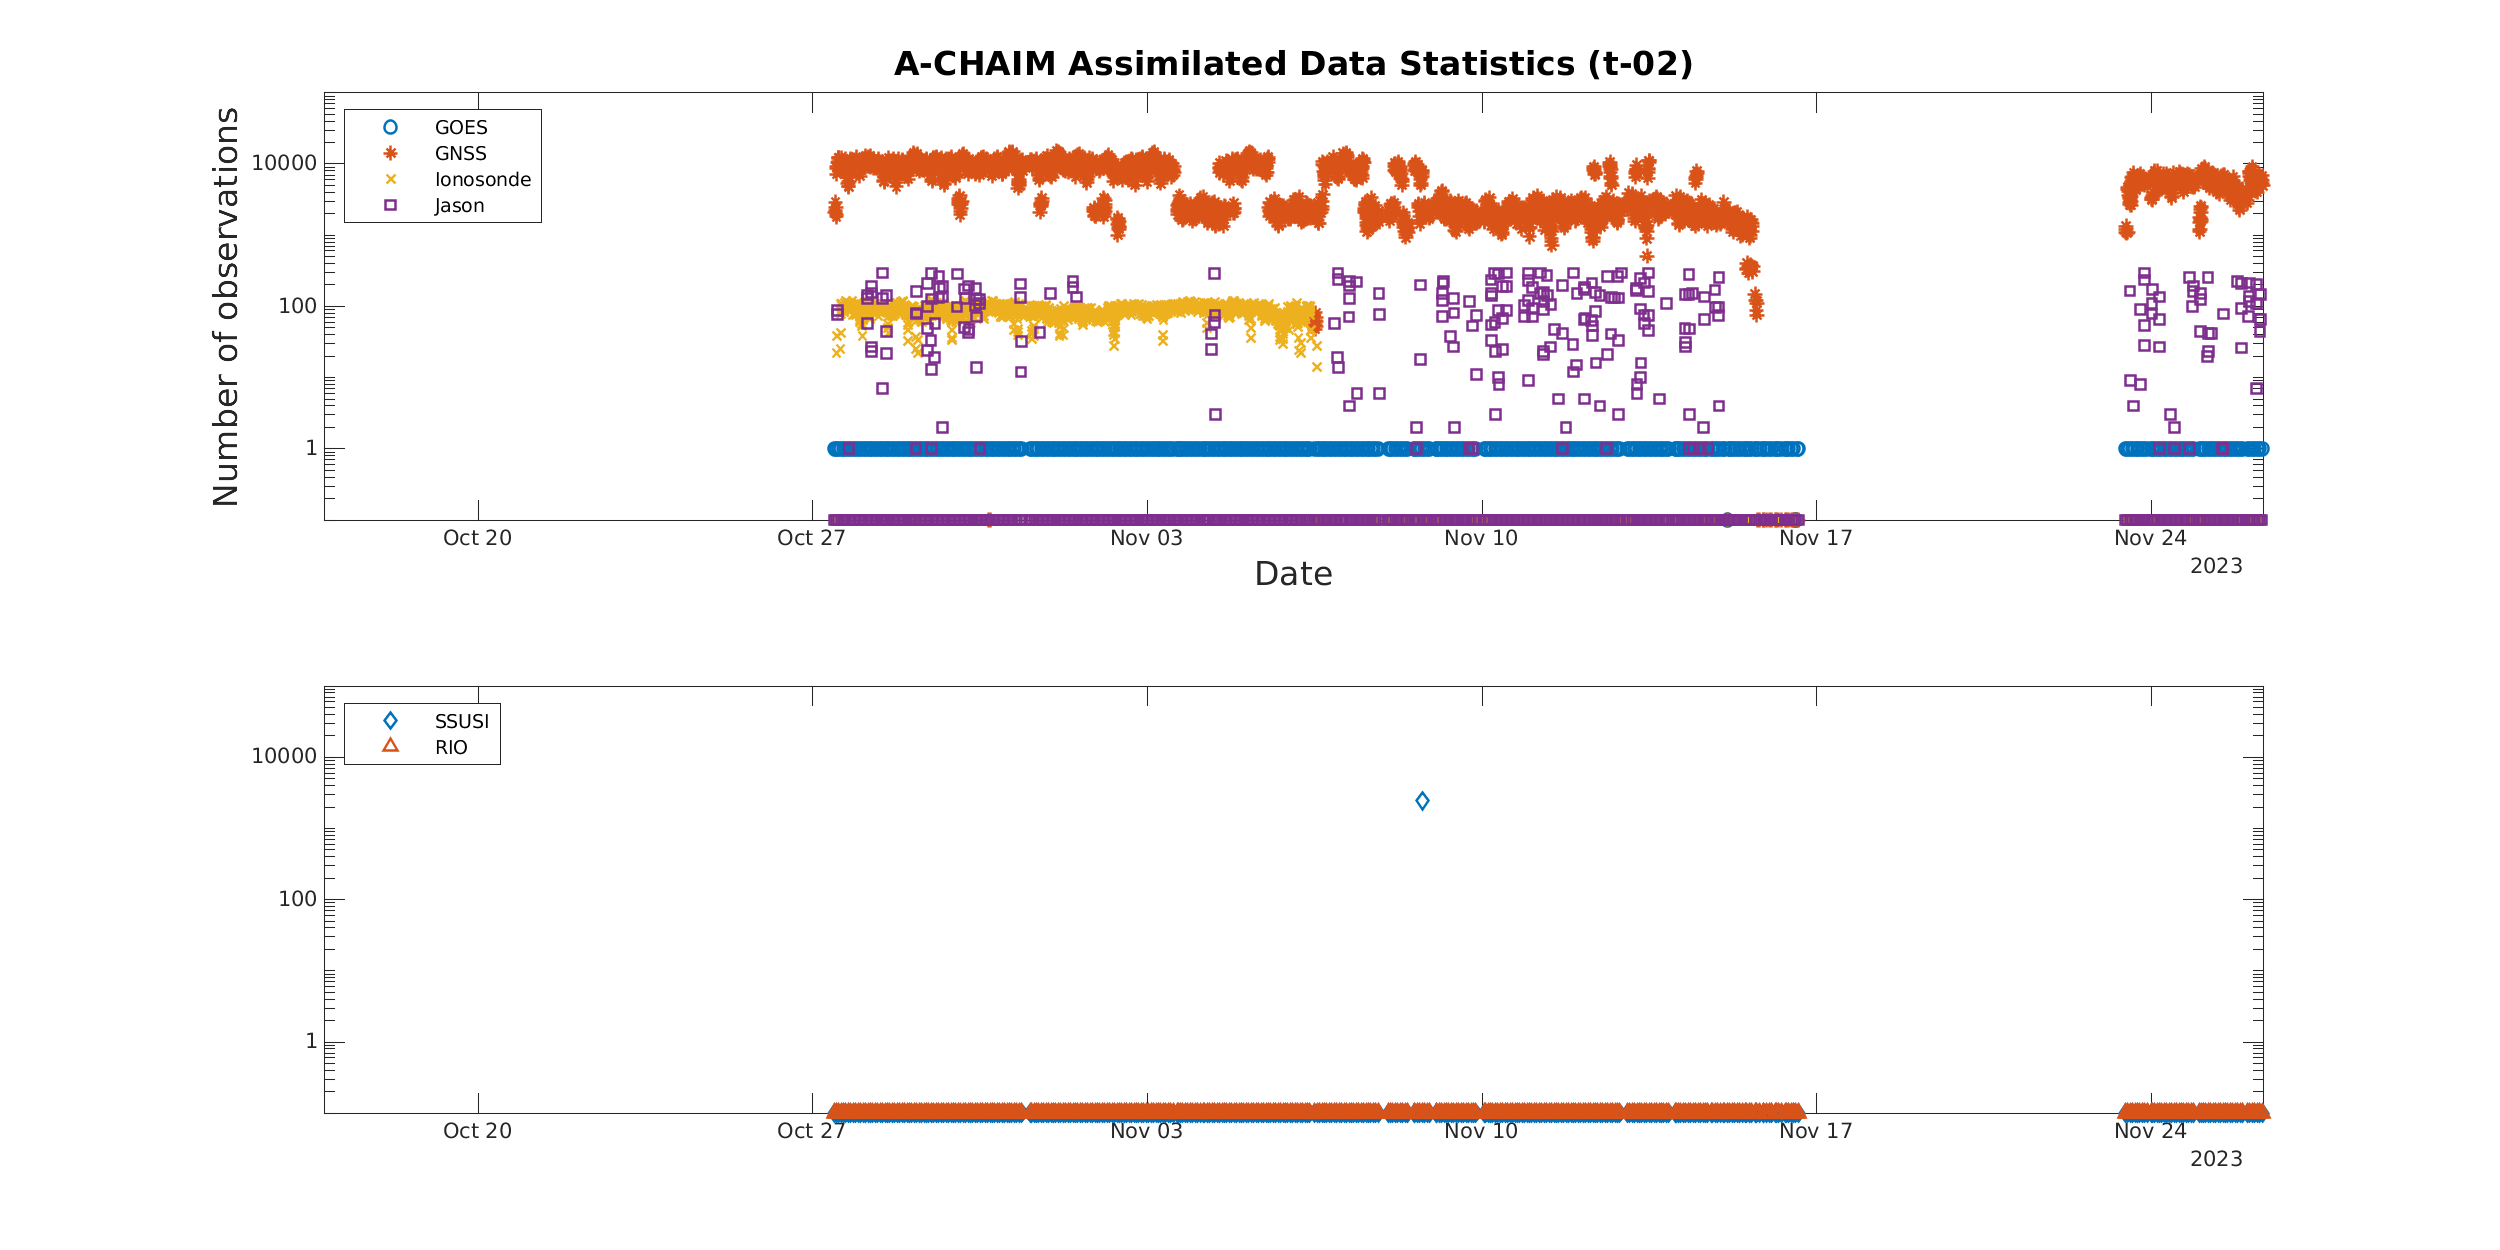 A-CHAIM Assimilated Data Statistics (t-02)
Number of observations
10000
100
1
GOES
GNSS
Ionosonde
Jason
Oct 20 Oct 27 Nov 03 Nov 10 Nov 17 Nov 24
2023
Date
10000
100
1
SSUSI
RIO
Oct 20 Oct 27 Nov 03 Nov 10 Nov 17 Nov 24
2023